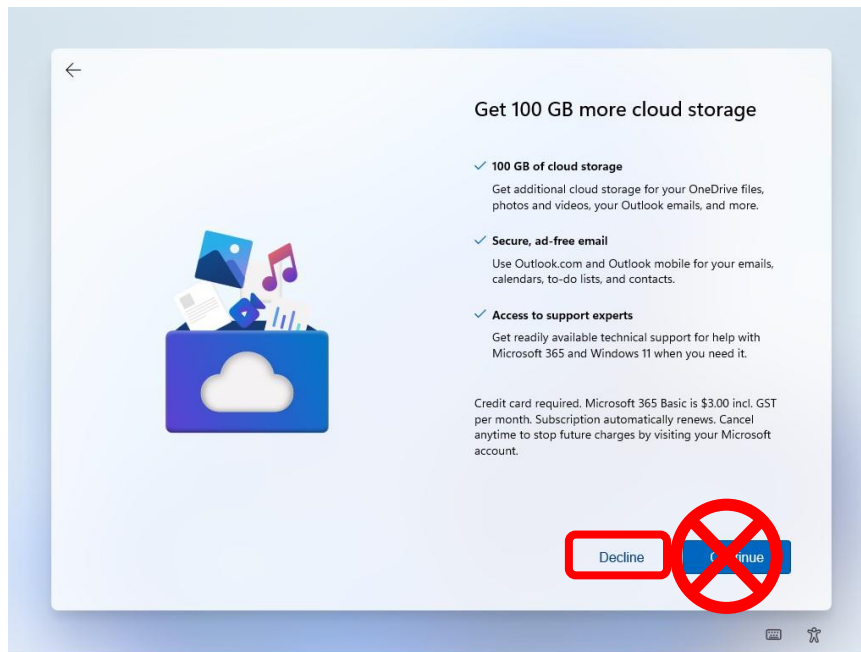 Get 100 GB more cloud storage
100 GB of cloud storage
Get additional cloud storage for your OneDrive files,
photos and videos, your Outlook emails, and more.
Secure, ad-free email
Use Outlook.com and Outlook mobile for your emails,
calendars, to-do lists, and contacts.
Access to support experts
Get readily available technical support for help with
Microsoft 365 and Windows 11 when you need it.
Credit card required. Microsoft 365 Basic is $3.00 incl. GST
per month. Subscription automatically renews. Cancel
anytime to stop future charges by visiting your Microsoft
account.
Decline
Continue